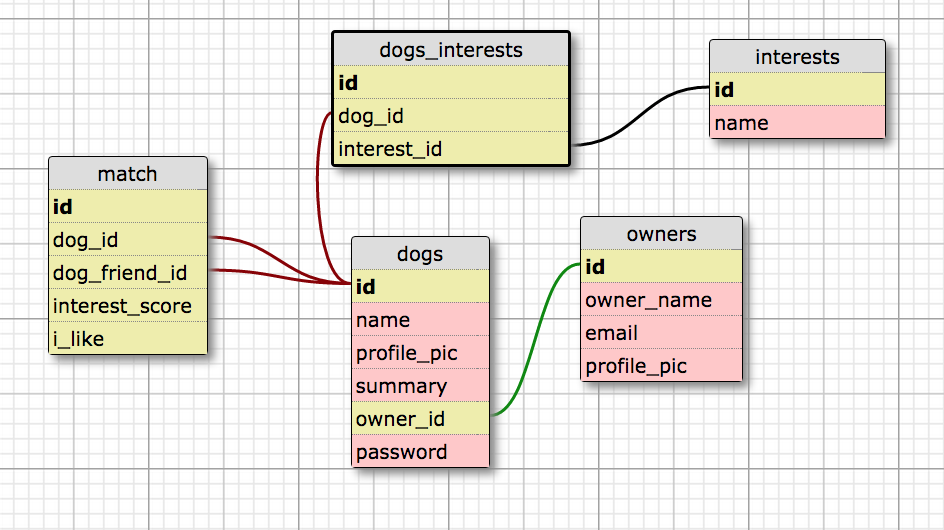 dogs_interests
id
dog_id
interest_id
interests
id
name
match
id
dog_id
dog_friend_id
interest_score
i_like
dogs
id
name
profile_pic
summary
owner_id
password
owners
id
owner_name
email
profile_pic